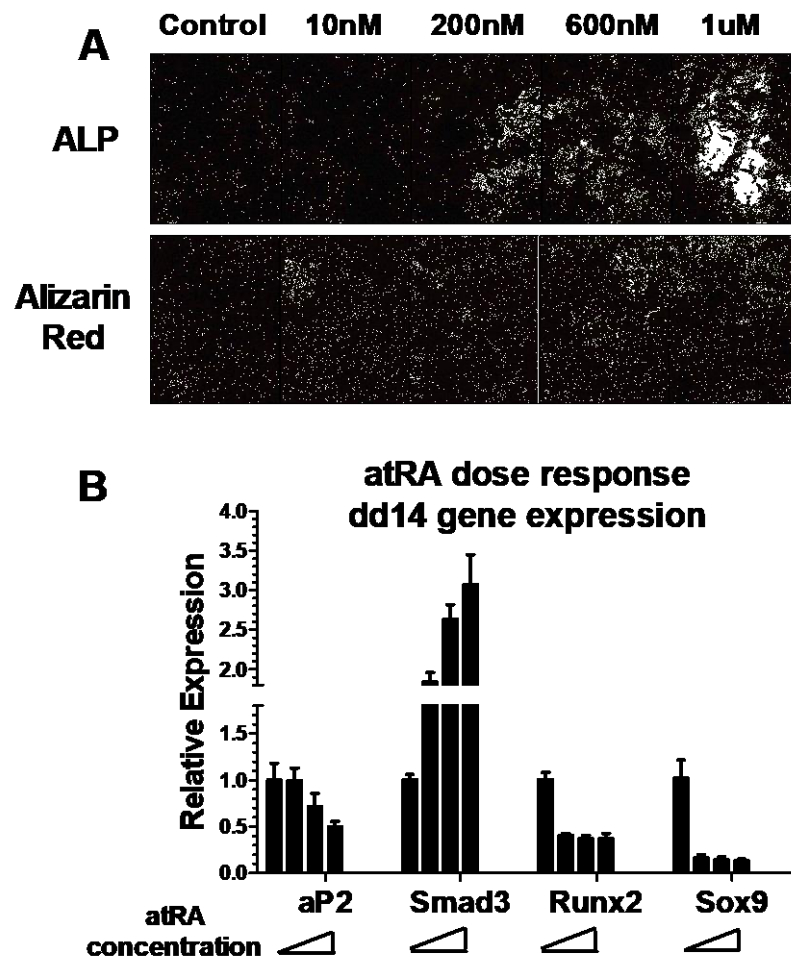 A
Control 10nM 200nM 600nM 1uM
ALP
Alizarin
Red
B
atRA dose response
dd14 gene expression
Relative Expression
4.0
3.5
3.0
2.5
2.0
1.5
1.0
0.5
0.0
aP2 Smad3 Runx2 Sox9
atRA
concentration